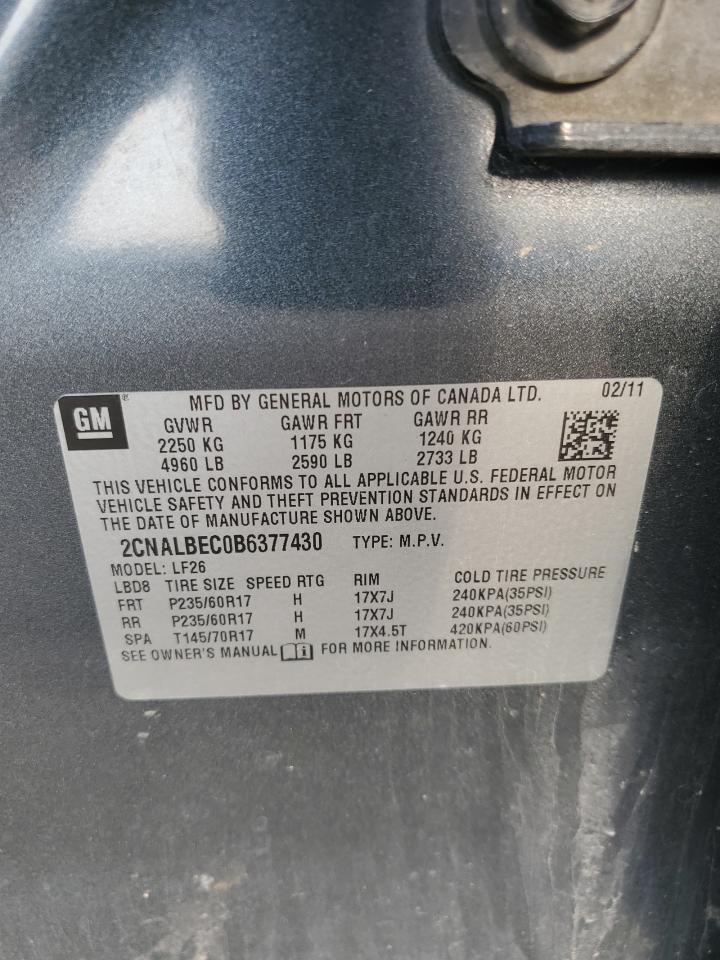 GM® MFD BY GENERAL MOTORS OF CANADA LTD. 02/11
GVWR GAWR FRT GAWR RR
2250 KG 1175 KG 1240 KG
4960 LB 2590 LB 2733 LB
THIS VEHICLE CONFORMS TO ALL APPLICABLE U.S. FEDERAL MOTOR
VEHICLE SAFETY AND THEFT PREVENTION STANDARDS IN EFFECT ON
THE DATE OF MANUFACTURE SHOWN ABOVE.
2CNALBEC0B6377430 TYPE: M.P.V.
MODEL: LF26
LBD8 TIRE SIZE SPEED RTG RIM COLD TIRE PRESSURE
FRT P235/60R17 H 17X7J 240KPA(35PSI)
RR P235/60R17 H 17X7J 240KPA(35PSI)
SPA T145/70R17 M 17X4.5T 420KPA(60PSI)
SEE OWNER'S MANUAL i FOR MORE INFORMATION.